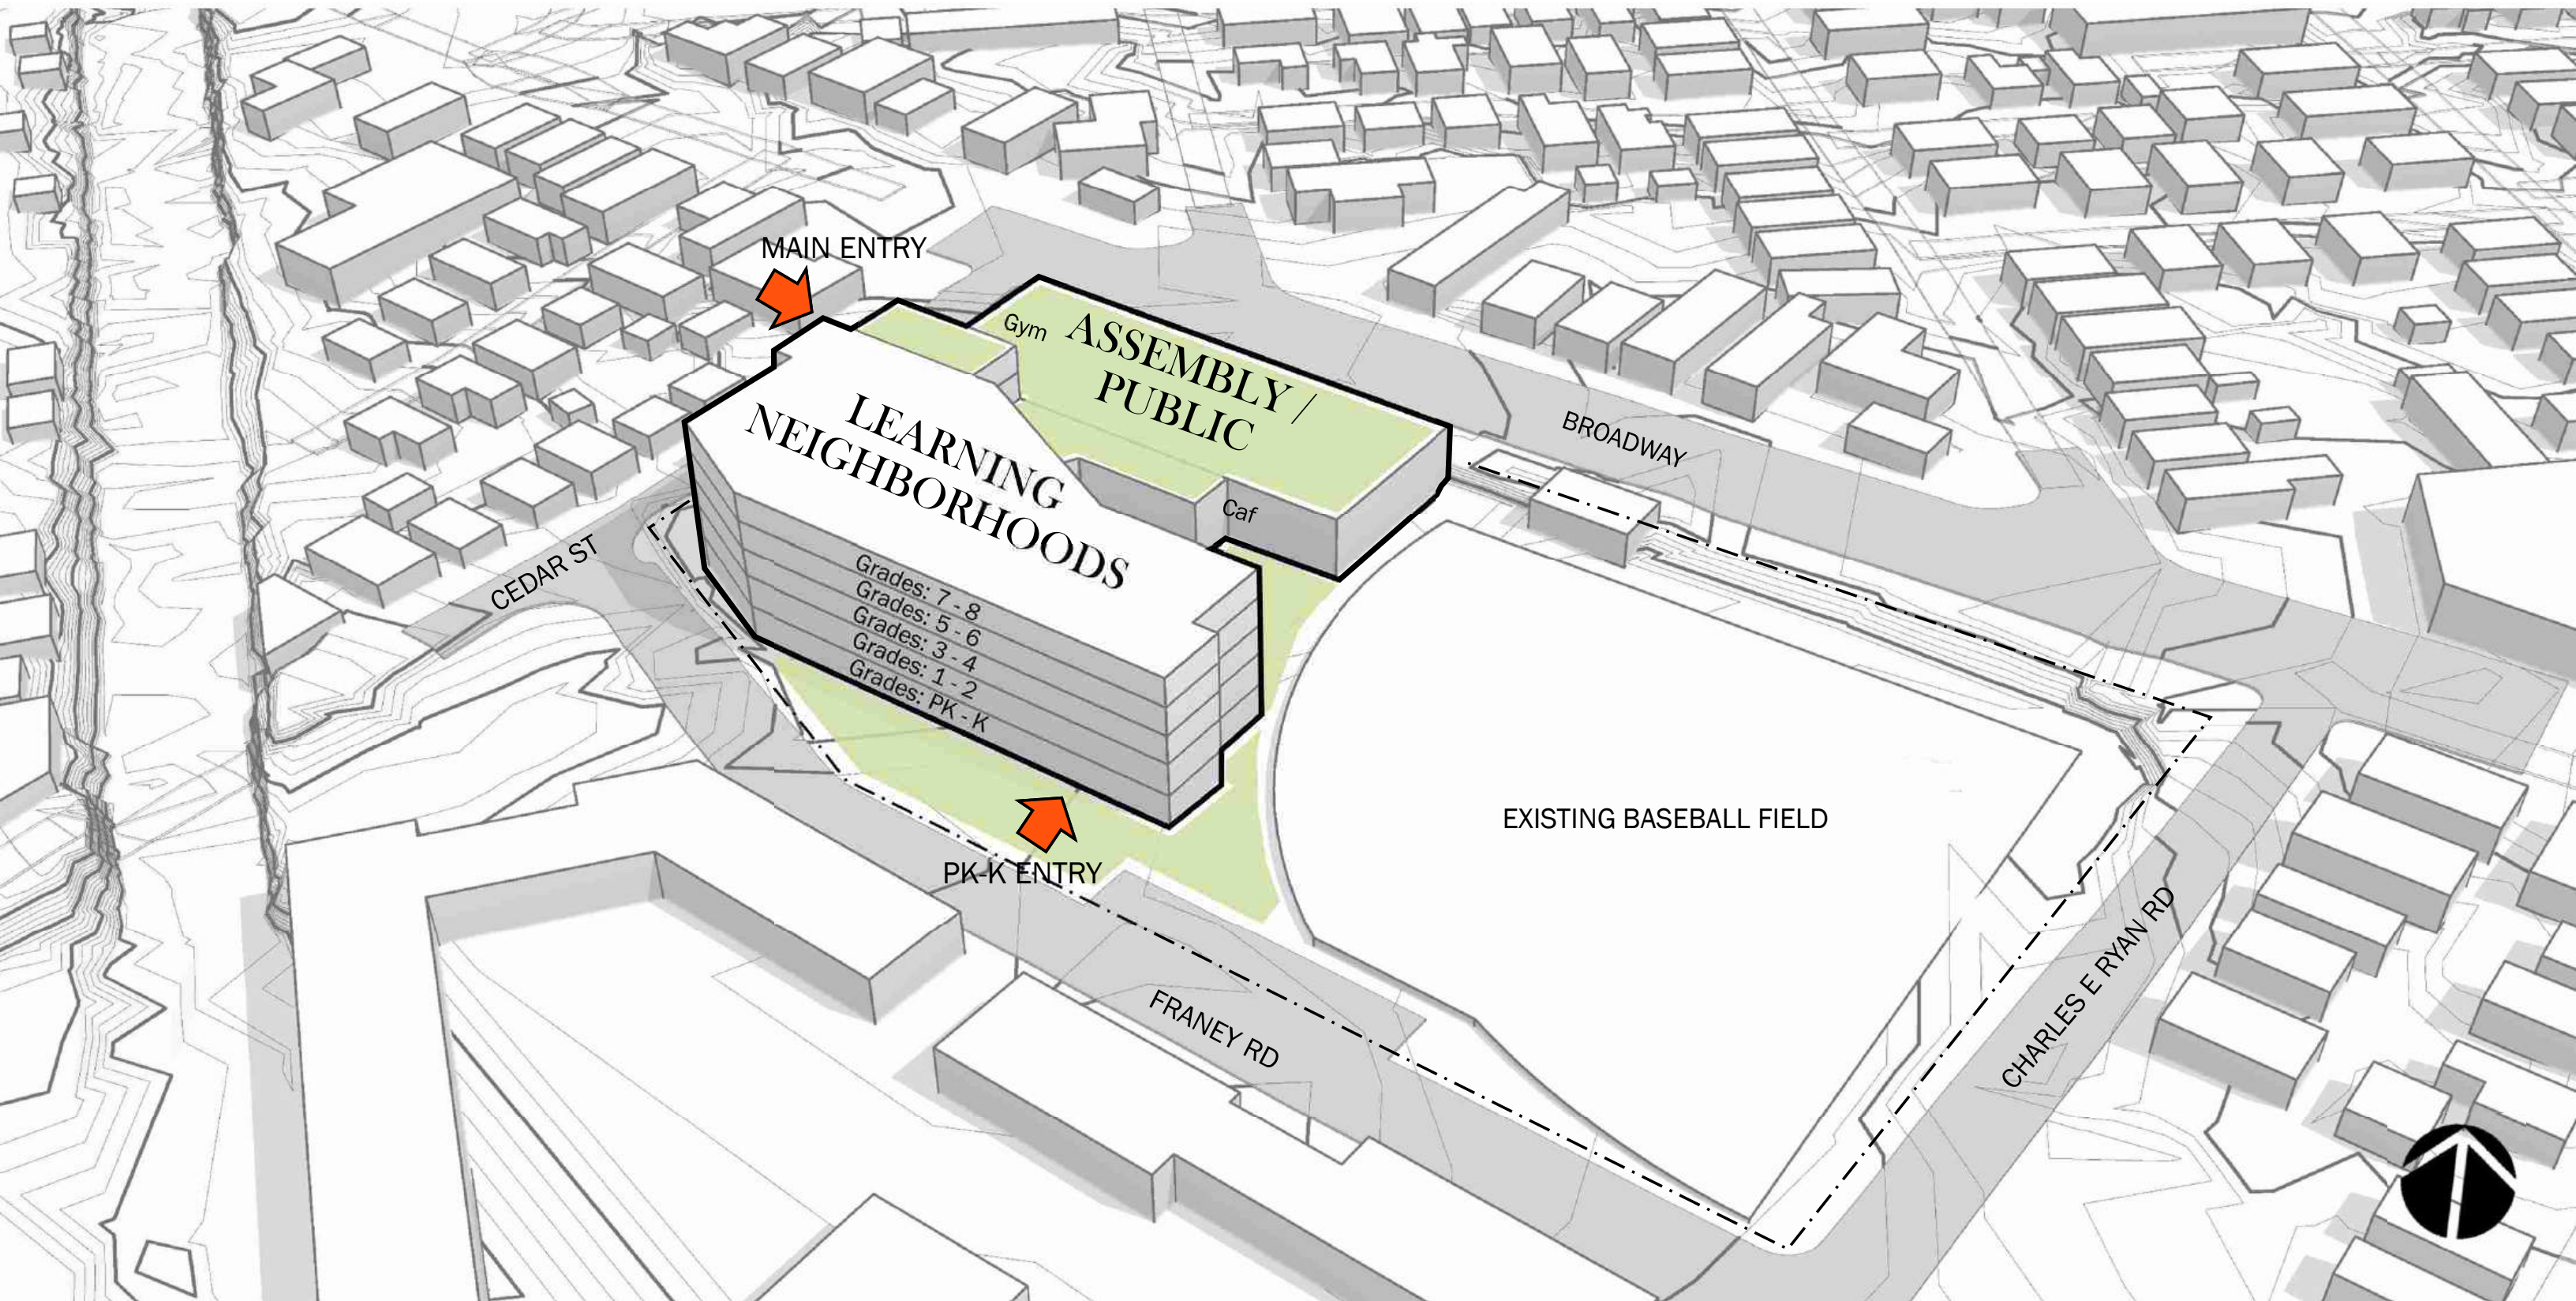 MAIN ENTRY
Gym
ASSEMBLY /
PUBLIC
BROADWAY
LEARNING
NEIGHBORHOODS
Caf
CEDAR ST
Grades: 7 - 8
Grades: 5 - 6
Grades: 3 - 4
Grades: 1 - 2
Grades: PK - K
EXISTING BASEBALL FIELD
PK-K ENTRY
FRANEY RD
CHARLES E RYAN RD